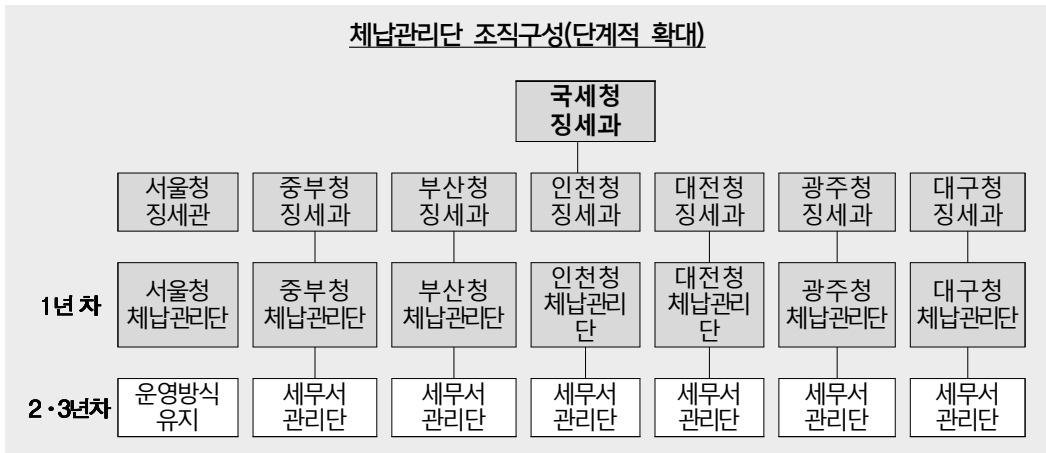 체납관리단 조직구성(단계적 확대)
국세청
징세과
서울청 중부청 부산청 인천청 대전청 광주청 대구청
징세관 징세과 징세과 징세과 징세과 징세과 징세과
1년 차
서울청 체납관리단
중부청 체납관리단
부산청 체납관리단
인천청
체납관리
단
대전청
체납관리
단
광주청 체납관리단
대구청 체납관리단
2·3년차
운영방식 세무서 세무서 세무서 세무서 세무서 세무서
유지 관리단 관리단 관리단 관리단 관리단 관리단